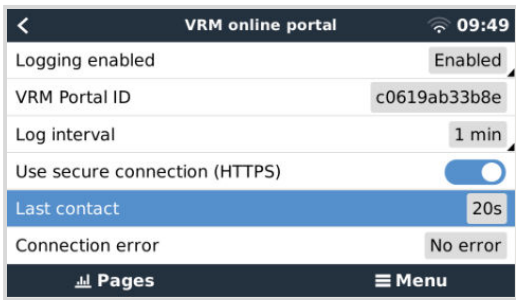 VRM online portal 09:49
Logging enabled Enabled
VRM Portal ID c0619ab33b8e
Log interval 1 min
Use secure connection (HTTPS)
Last contact 20s
Connection error No error
Pages Menu